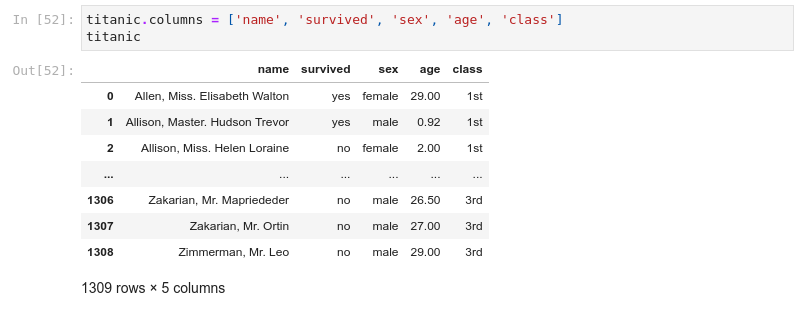 In [52]: titanic.columns = ['name', 'survived', 'sex', 'age', 'class']
titanic
Out[52]:
name survived sex age class
0 Allen, Miss. Elisabeth Walton yes female 29.00 1st
1 Allison, Master. Hudson Trevor yes male 0.92 1st
2 Allison, Miss. Helen Loraine no female 2.00 1st
... ... ... ... ... ...
1306 Zakarian, Mr. Mapriededer no male 26.50 3rd
1307 Zakarian, Mr. Ortin no male 27.00 3rd
1308 Zimmerman, Mr. Leo no male 29.00 3rd
1309 rows × 5 columns